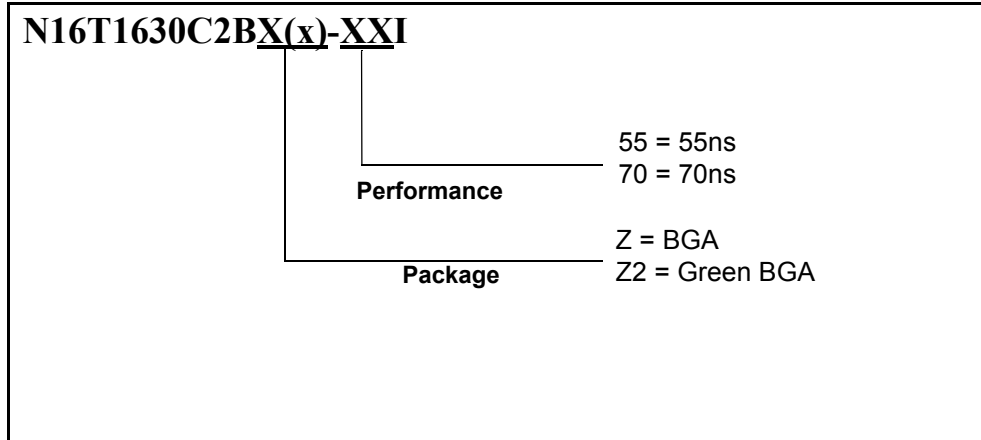 N16T1630C2BX(x)-XXI
55 = 55ns
70 = 70ns
Performance
Z = BGA
Z2 = Green BGA
Package